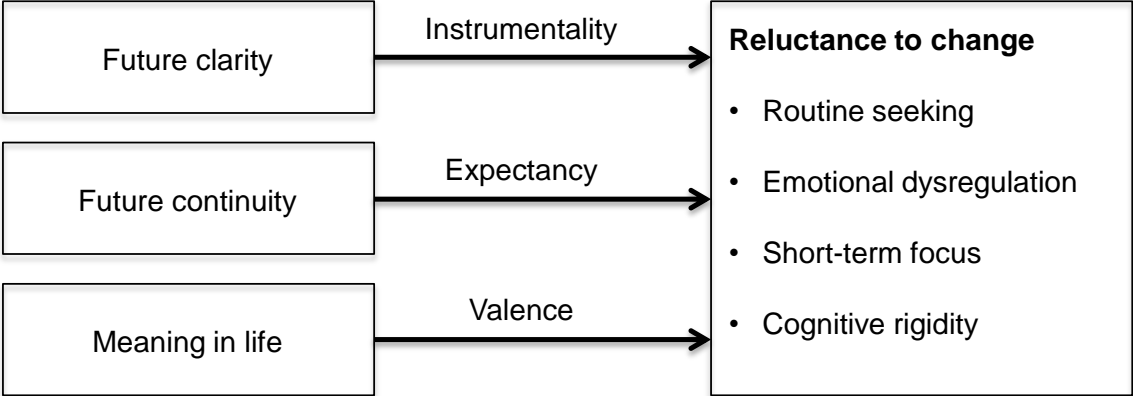 Future clarity
Instrumentality
Future continuity
Expectancy
Meaning in life
Valence
Reluctance to change
• Routine seeking
• Emotional dysregulation
• Short-term focus
• Cognitive rigidity